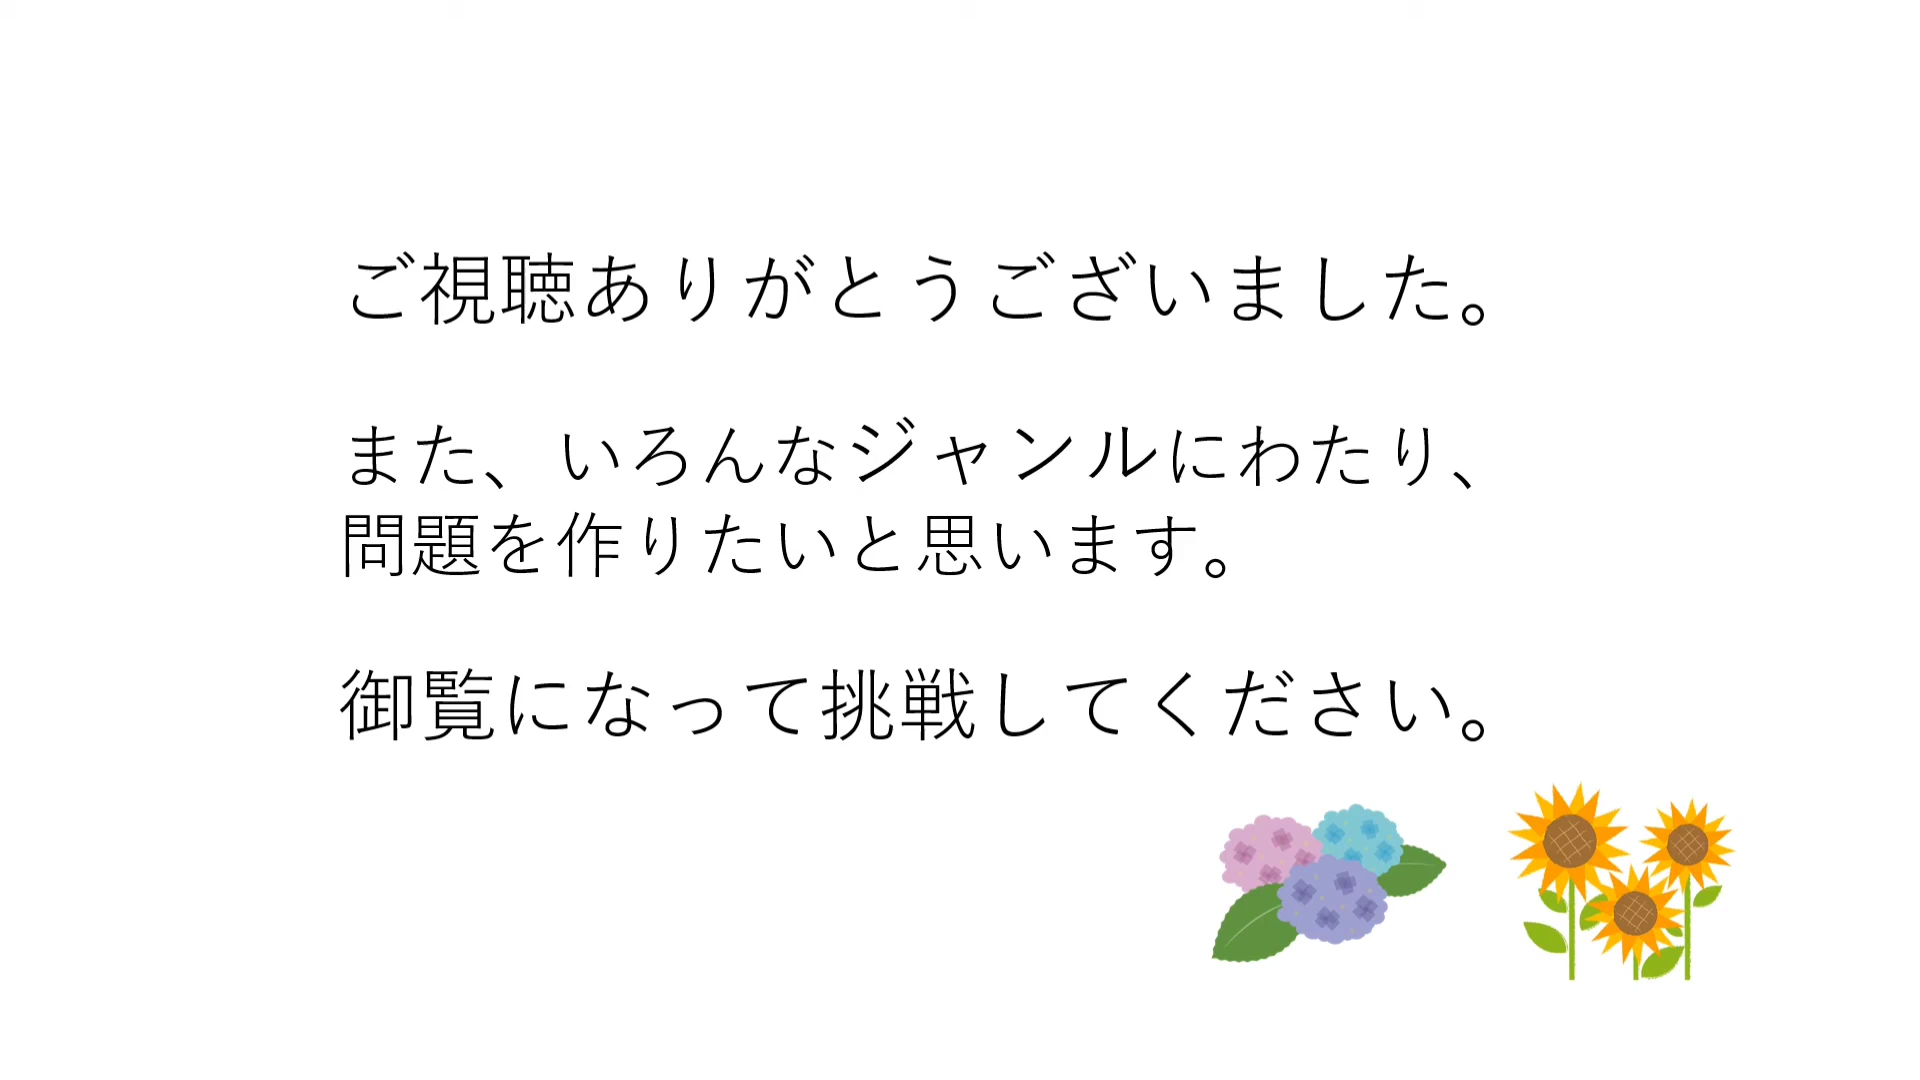 ご視聴ありがとうございました。
また、いろんなジャンルにわたり、
問題を作りたいと思います。
御覧になって挑戦してください。